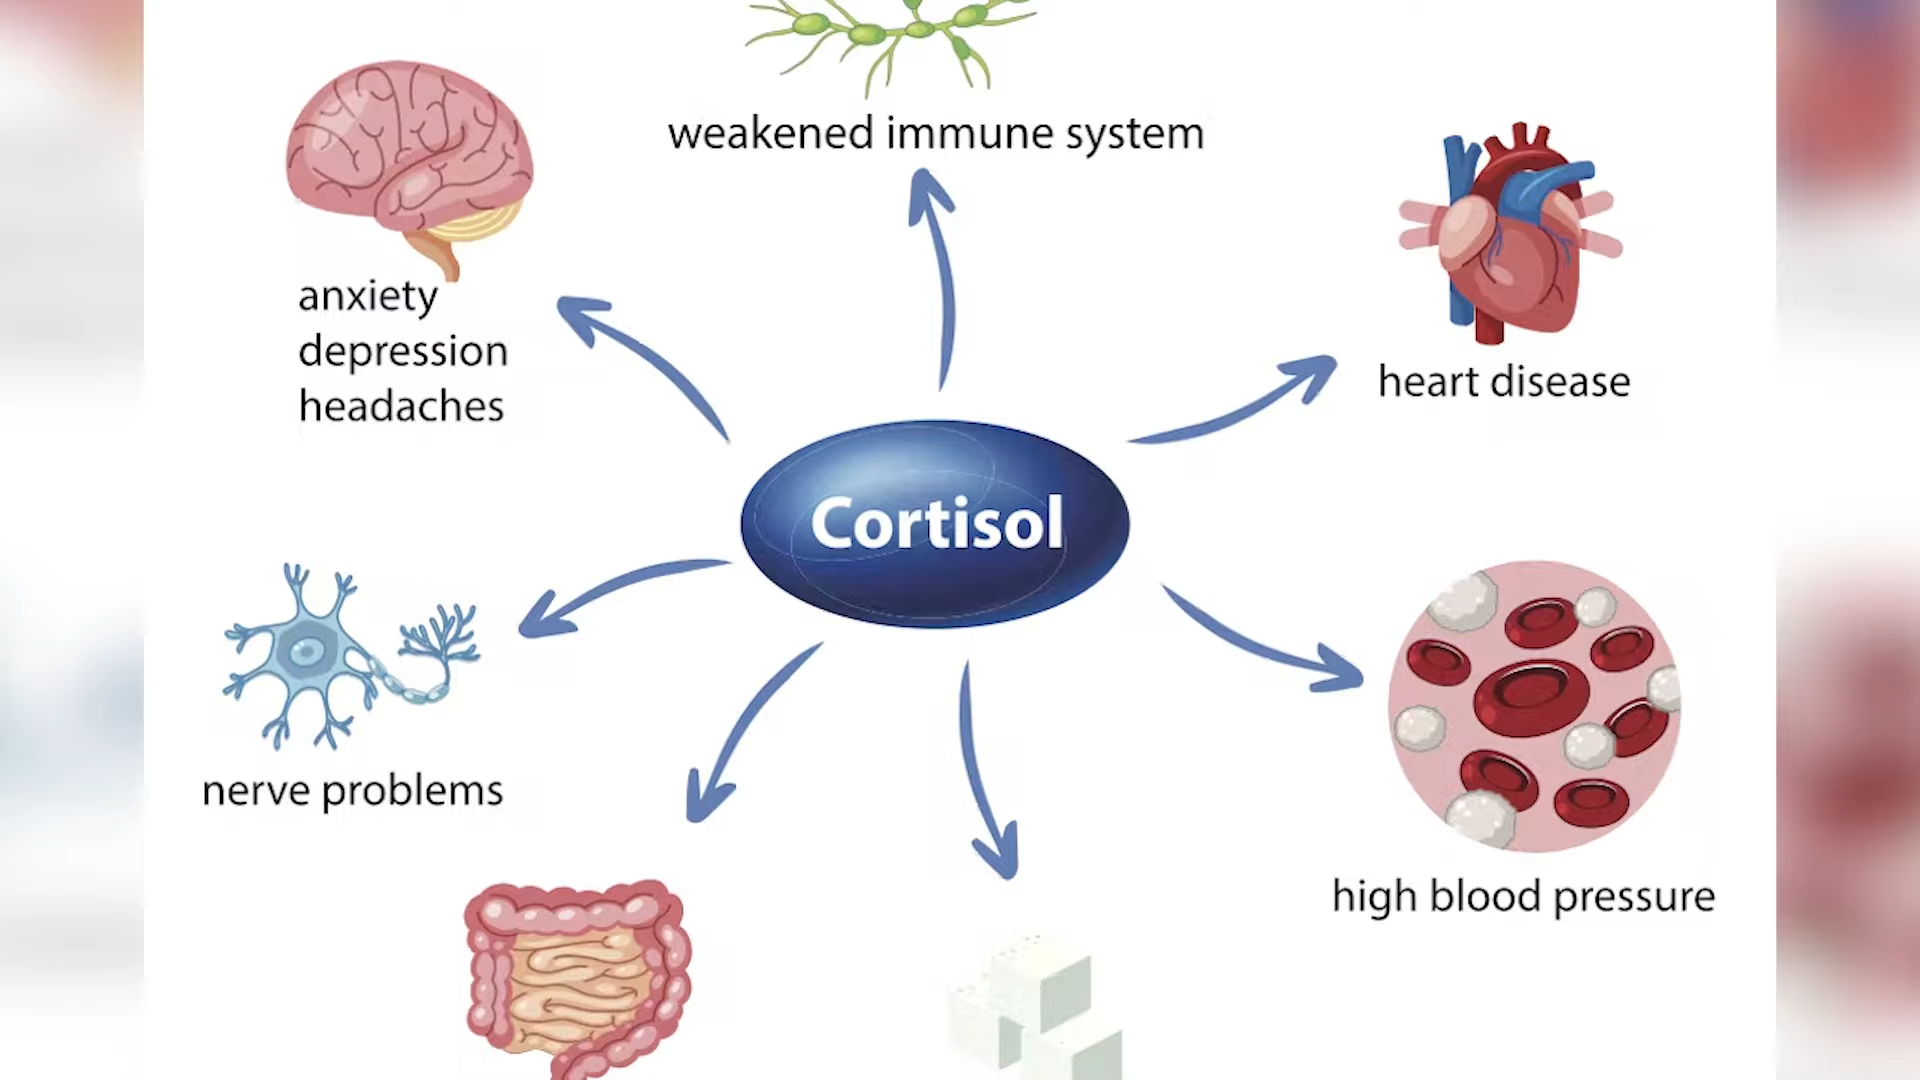 weakened immune system
anxiety
depression
headaches
heart disease
Cortisol
nerve problems
high blood pressure